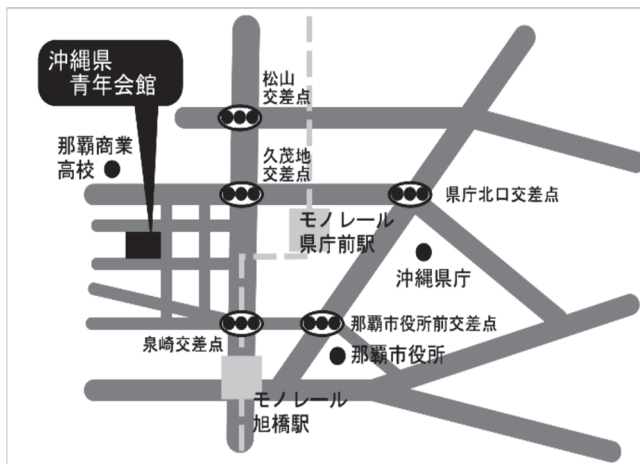 沖縄県
青年会館
松山
交差点
那覇商業
高校
久茂地
交差点
県庁北口交差点
モノレール
県庁前駅
沖縄県庁
泉崎交差点
那覇市役所前交差点
那覇市役所
モノレール
旭橋駅